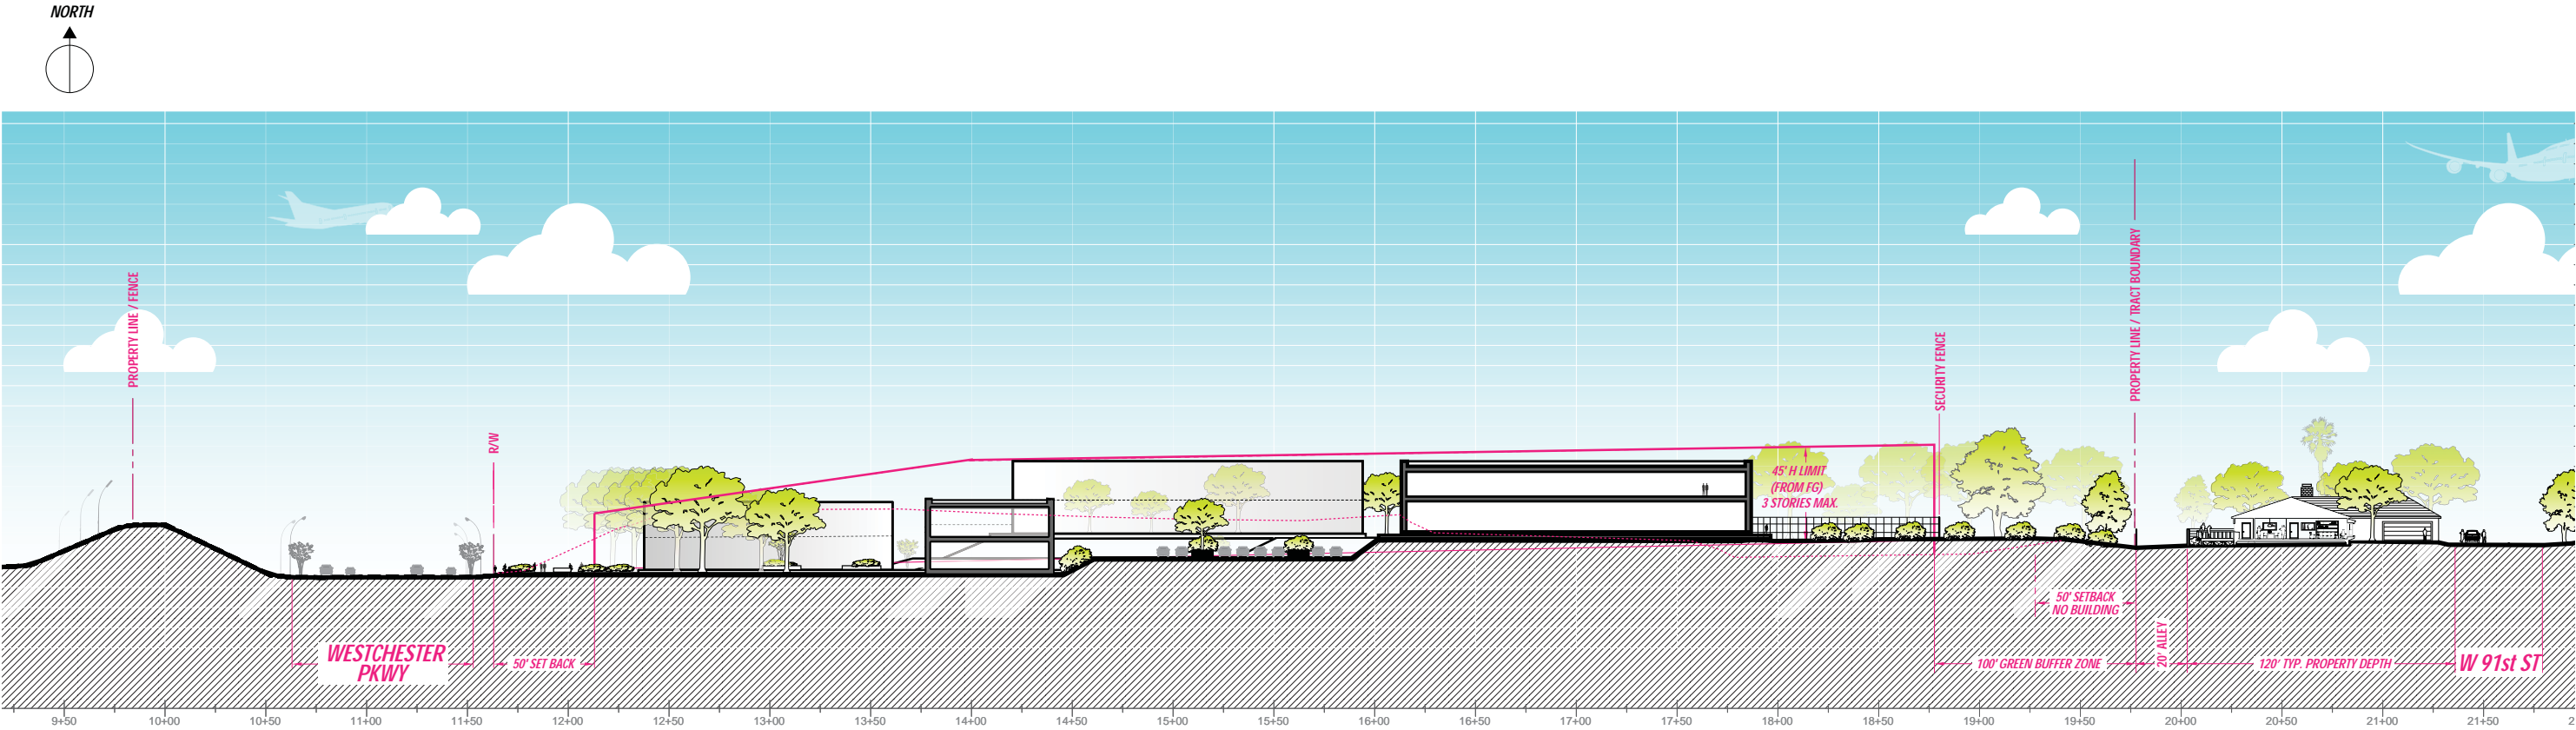 NORTH
PROPERTY LINE / FENCE
R/W
SECURITY FENCE
PROPERTY LINE / TRACT BOUNDARY
45' H LIMIT
(FROM FG)
3 STORIES MAX.
50' SETBACK
NO BUILDING
WESTCHESTER
PKWY
50' SET BACK
100' GREEN BUFFER ZONE
20' ALLEY
120' TYP. PROPERTY DEPTH
W 91st ST
9+50 10+00 10+50 11+00 11+50 12+00 12+50 13+00 13+50 14+00 14+50 15+00 15+50 16+00 16+50 17+00 17+50 18+00 18+50 19+00 19+50 20+00 20+50 21+00 21+50 2